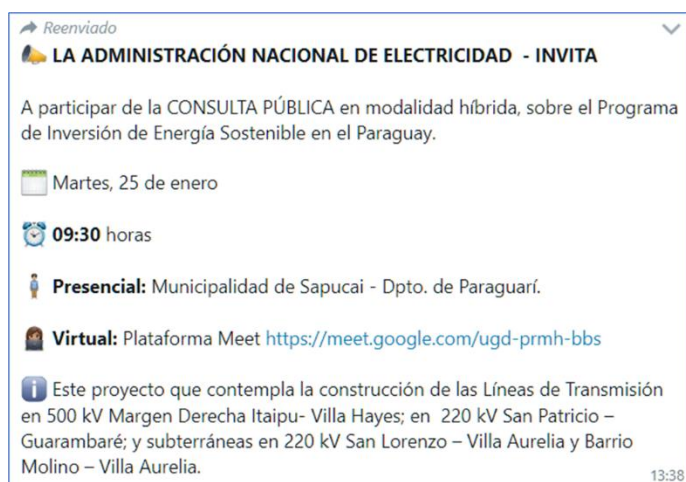 Reenviado
LA ADMINISTRACIÓN NACIONAL DE ELECTRICIDAD - INVITA
A participar de la CONSULTA PÚBLICA en modalidad híbrida, sobre el Programa
de Inversión de Energía Sostenible en el Paraguay.
Martes, 25 de enero
09:30 horas
Presencial: Municipalidad de Sapucai - Dpto. de Paraguarí.
Virtual: Plataforma Meet https://meet.google.com/ugd-prmh-bbs
Este proyecto que contempla la construcción de las Líneas de Transmisión
en 500 kV Margen Derecha Itaipu- Villa Hayes; en 220 kV San Patricio –
Guarambaré; y subterráneas en 220 kV San Lorenzo – Villa Aurelia y Barrio
Molino – Villa Aurelia.
13:38